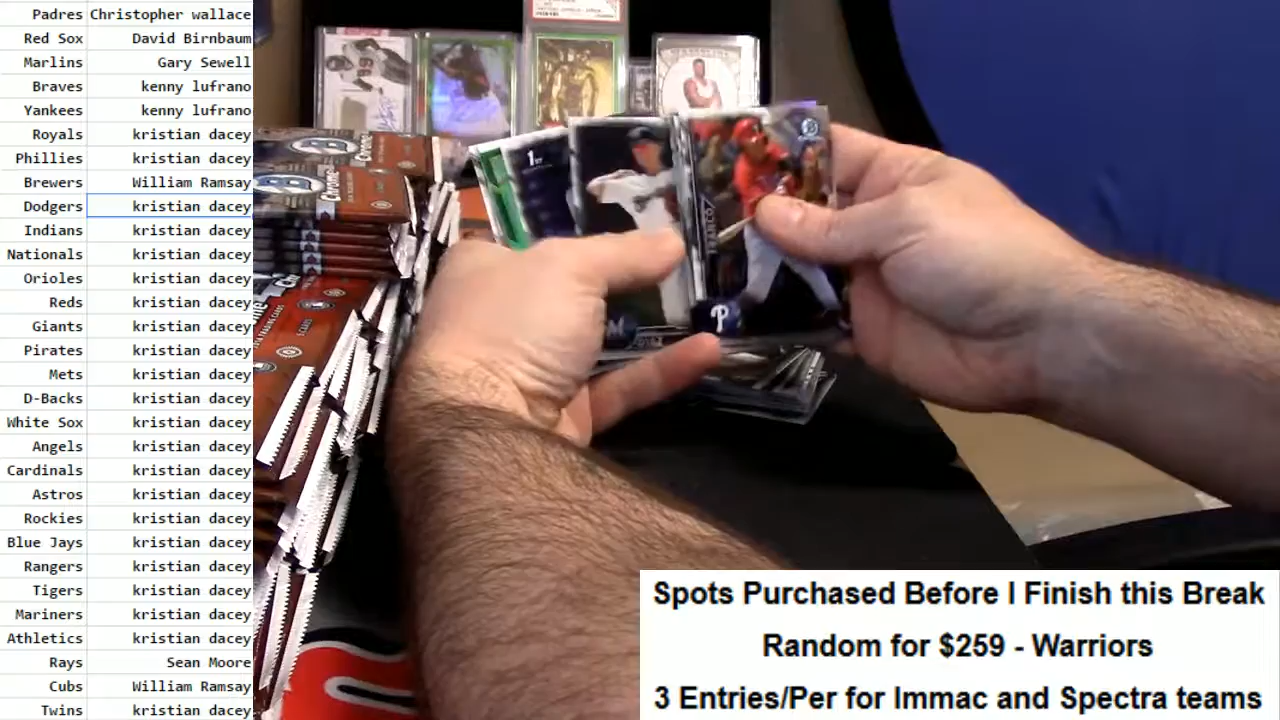 Padres Christopher wallace
Red Sox David Birnbaum
Marlins Gary Sewell
Braves kenny lufrano
Yankees kenny lufrano
Royals kristian dacey
Phillies kristian dacey
Brewers William Ramsay
Dodgers kristian dacey
Indians kristian dacey
Nationals kristian dacey
Orioles kristian dacey
Reds kristian dacey
Giants kristian dacey
Pirates kristian dacey
Mets kristian dacey
D-Backs kristian dacey
White Sox kristian dacey
Angels kristian dacey
Cardinals kristian dacey
Astros kristian dacey
Rockies kristian dacey
Blue Jays kristian dacey
Rangers kristian dacey
Tigers kristian dacey
Mariners kristian dacey
Athletics kristian dacey
Rays Sean Moore
Cubs William Ramsay
Twins kristian dacey
Chrome
Chrome
1st
FRANCO
P
Spots Purchased Before I Finish this Break
Random for $259 - Warriors
3 Entries/Per for Immac and Spectra teams